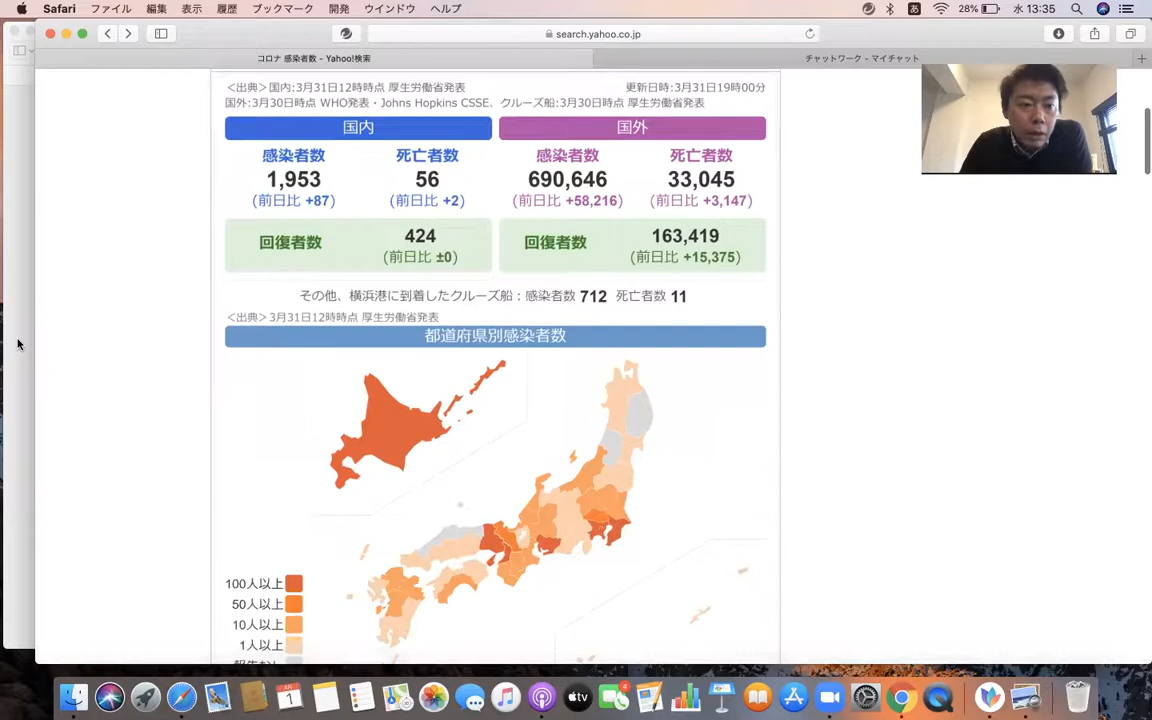 Safari ファイル 編集 表示 履歴 ブックマーク 開発 ウインドウ ヘルプ あ 28% 水 13:35
search.yahoo.co.jp
コロナ 感染者数 - Yahoo!検索 チャットワーク - マイチャット
＜出典＞国内:3月31日12時時点 厚生労働省発表 更新日時:3月31日19時00分
国外:3月30日時点 WHO発表・Johns Hopkins CSSE、クルーズ船:3月30日時点 厚生労働省発表
国内 国外
感染者数 死亡者数 感染者数 死亡者数
1,953 56 690,646 33,045
(前日比 +87) (前日比 +2) (前日比 +58,216) (前日比 +3,147)
回復者数 424 回復者数 163,419
(前日比 ±0) (前日比 +15,375)
その他、横浜港に到着したクルーズ船：感染者数 712 死亡者数 11
＜出典＞3月31日12時時点 厚生労働省発表
都道府県別感染者数
100人以上
50人以上
10人以上
1人以上
4月
1
tv
4